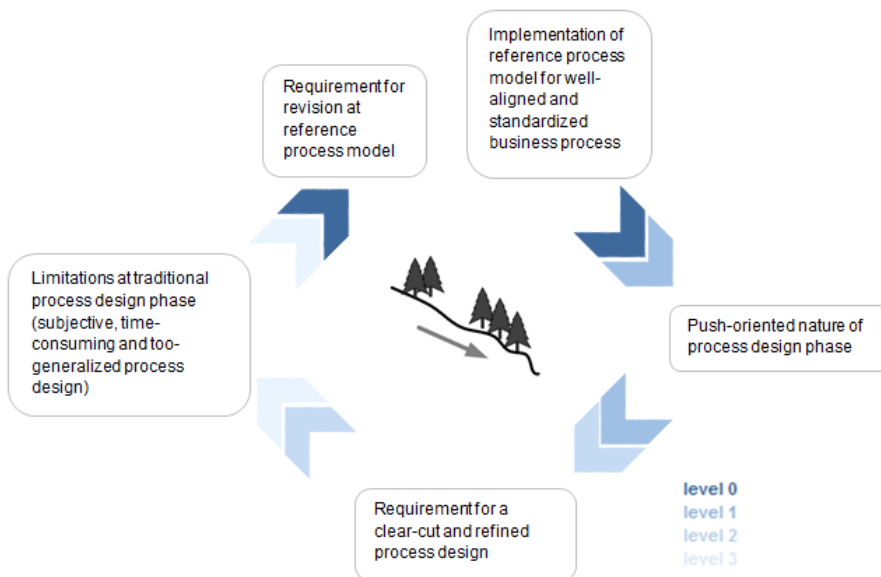 Implementation of
reference process
model for well-
aligned and
standardized
business process
Requirement for
revision at
reference
process model
Limitations at traditional
process design phase
(subjective, time-
consuming and too-
generalized process
design)
Push-oriented nature of
process design phase
Requirement for a
clear-cut and refined
process design
level 0
level 1
level 2
level 3